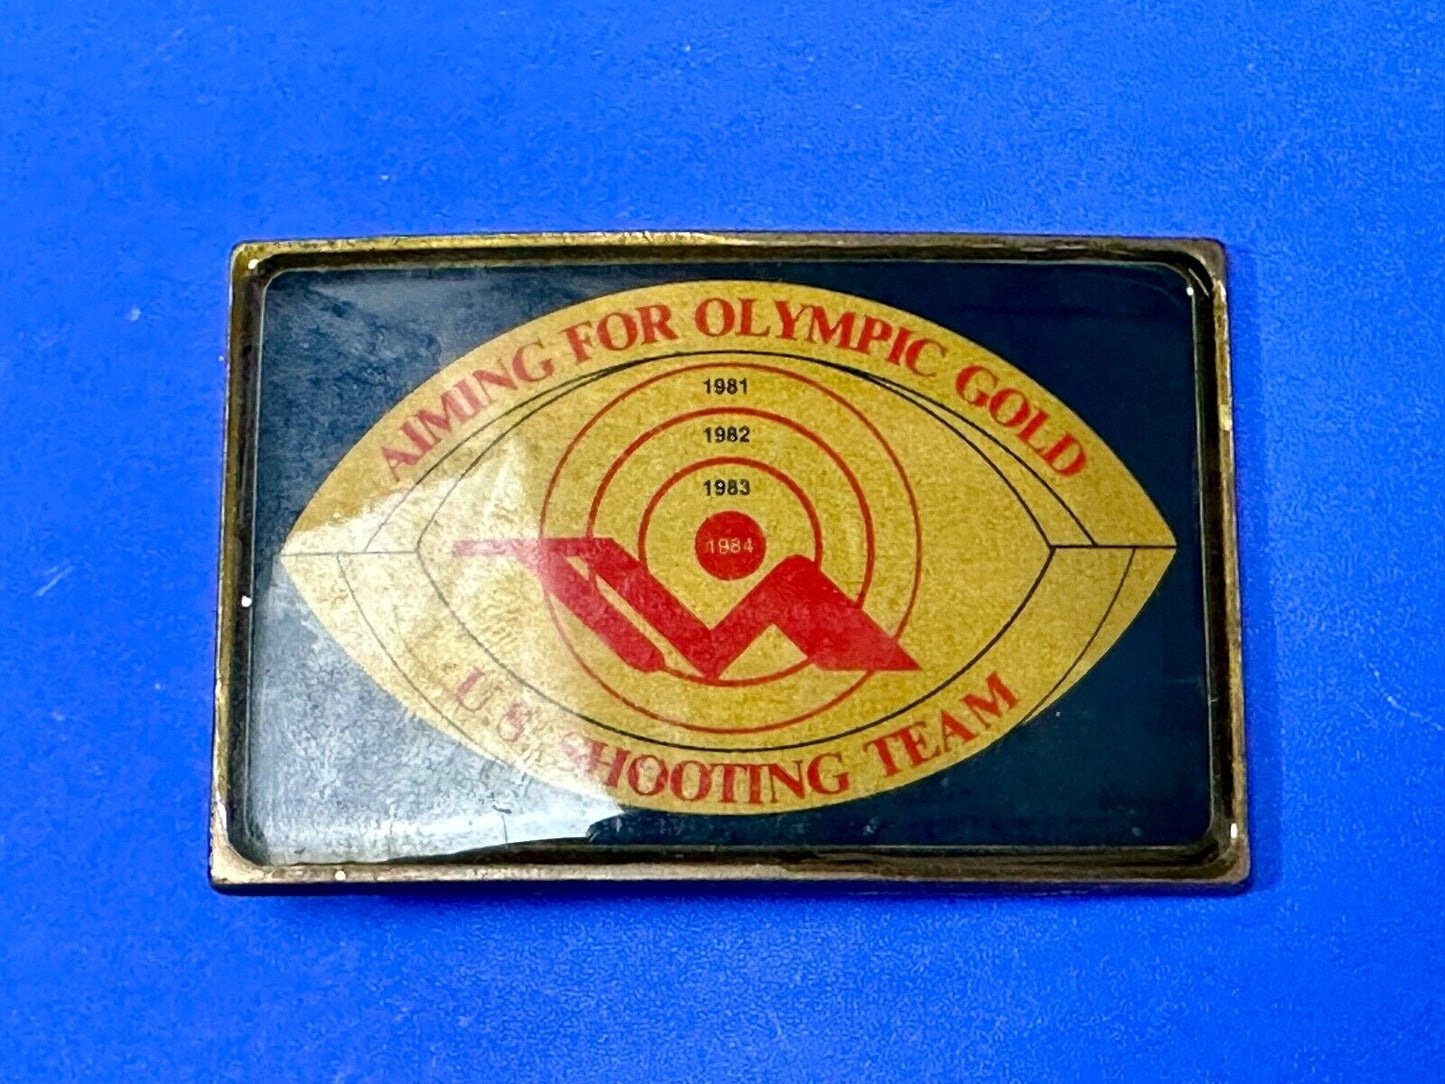 AIMING FOR OLYMPIC GOLD
1981
1982
1983
1984
U.S. SHOOTING TEAM